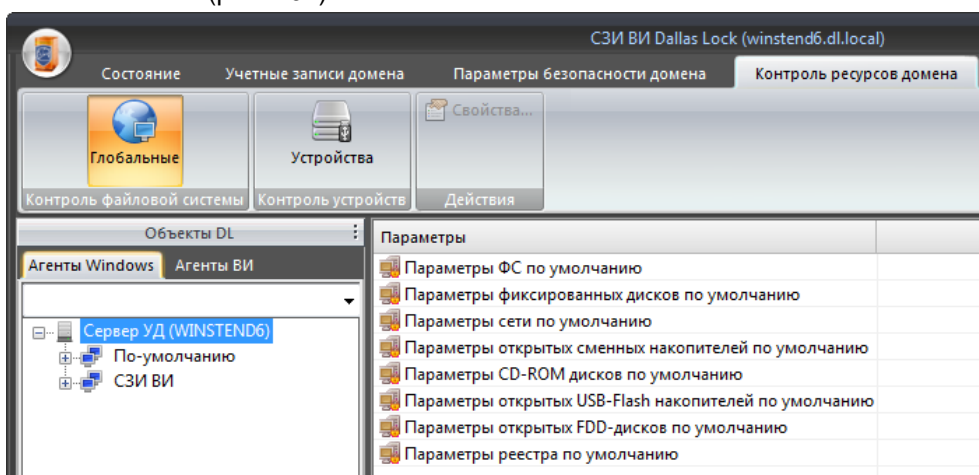 СЗИ ВИ Dallas Lock (winstend6.dl.local)
Состояние Учетные записи домена Параметры безопасности домена Контроль ресурсов домена
Свойства...
Глобальные Устройства
Контроль файловой системы Контроль устройств Действия
Объекты DL
Параметры
Агенты Windows Агенты ВИ
Параметры ФС по умолчанию
Параметры фиксированных дисков по умолчанию
Сервер УД (WINSTEND6)
Параметры сети по умолчанию
По-умолчанию
Параметры открытых сменных накопителей по умолчанию
СЗИ ВИ
Параметры CD-ROM дисков по умолчанию
Параметры открытых USB-Flash накопителей по умолчанию
Параметры открытых FDD-дисков по умолчанию
Параметры реестра по умолчанию